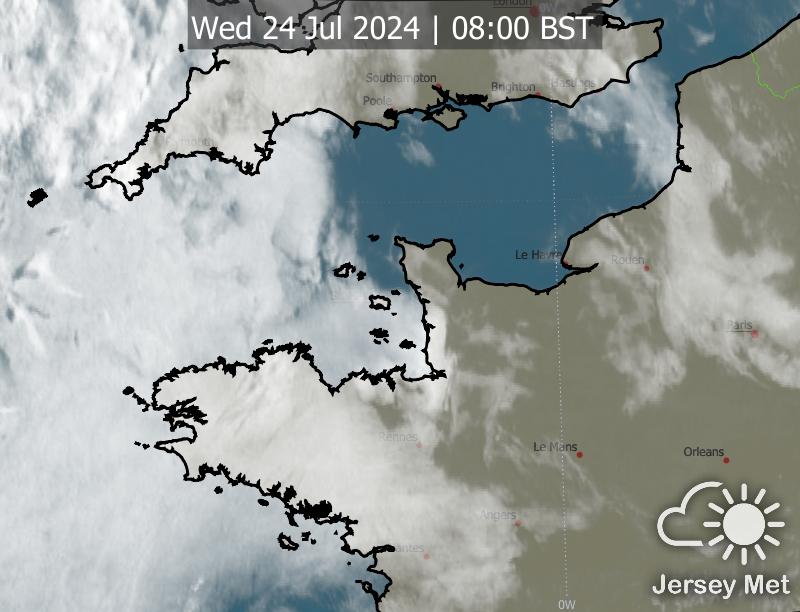 London
Wed 24 Jul 2024 | 08:00 BST
Southampton
Brighton
Hastings
Poole
Le Havre
Rouen
Paris
Rennes
Le Mans
Orleans
Angers
Nantes
Jersey Met
0W